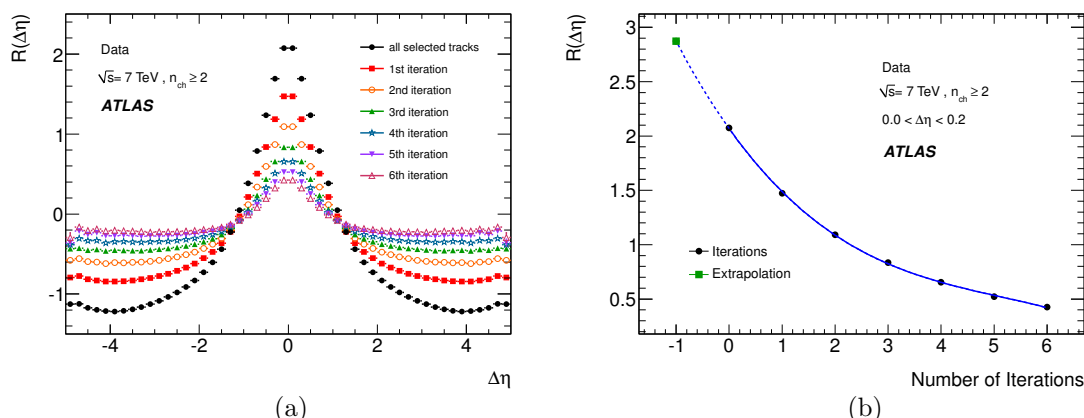 R(Δη)
2
1
0
-1
-4
-2
0
2
4
Δη
Data
√s= 7 TeV , n_ch ≥ 2
ATLAS
all selected tracks
1st iteration
2nd iteration
3rd iteration
4th iteration
5th iteration
6th iteration
(a)
R(Δη)
3
2.5
2
1.5
1
0.5
-1
0
1
2
3
4
5
6
Number of Iterations
Data
√s= 7 TeV , n_ch ≥ 2
0.0 < Δη < 0.2
ATLAS
Iterations
Extrapolation
(b)